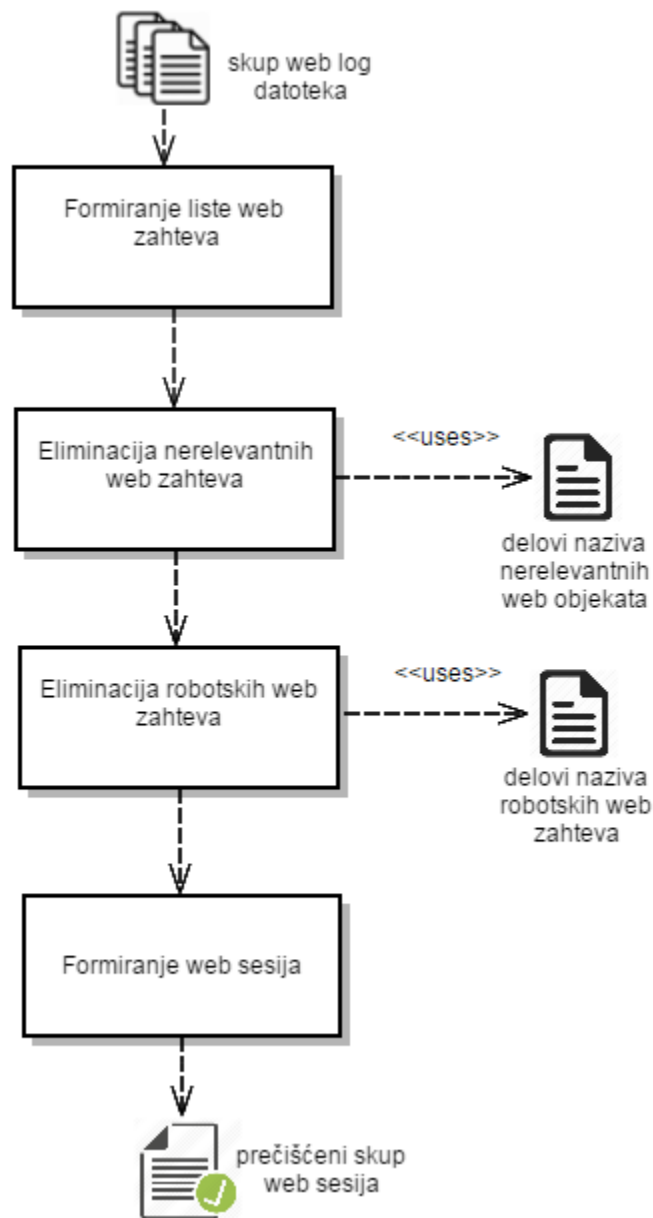 skup web log
datoteka
Formiranje liste web
zahteva
Eliminacija nerelevantnih
web zahteva
<<uses>>
delovi naziva
nerelevantnih
web objekata
Eliminacija robotskih web
zahteva
<<uses>>
delovi naziva
robotskih web
zahteva
Formiranje web sesija
prečišćeni skup
web sesija